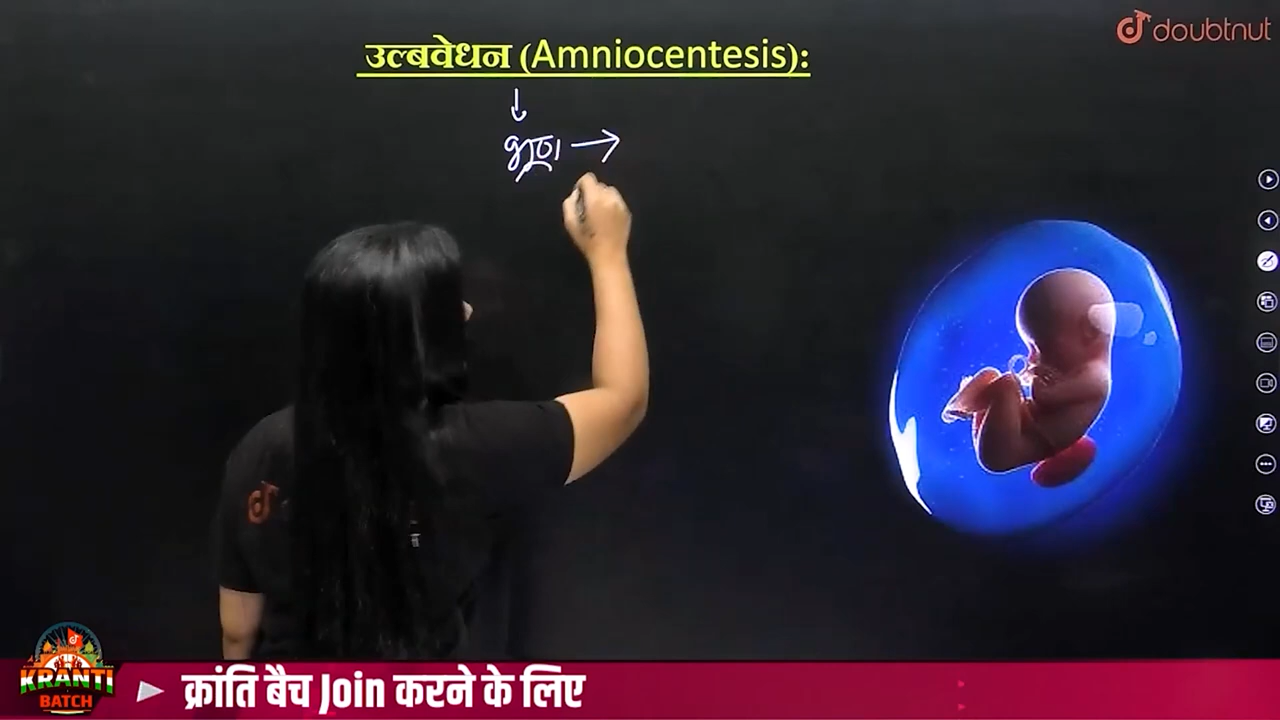 doubtnut
उल्बवेधन (Amniocentesis):
भ्रूण
KRANTI
BATCH
क्रांति बैच Join करने के लिए